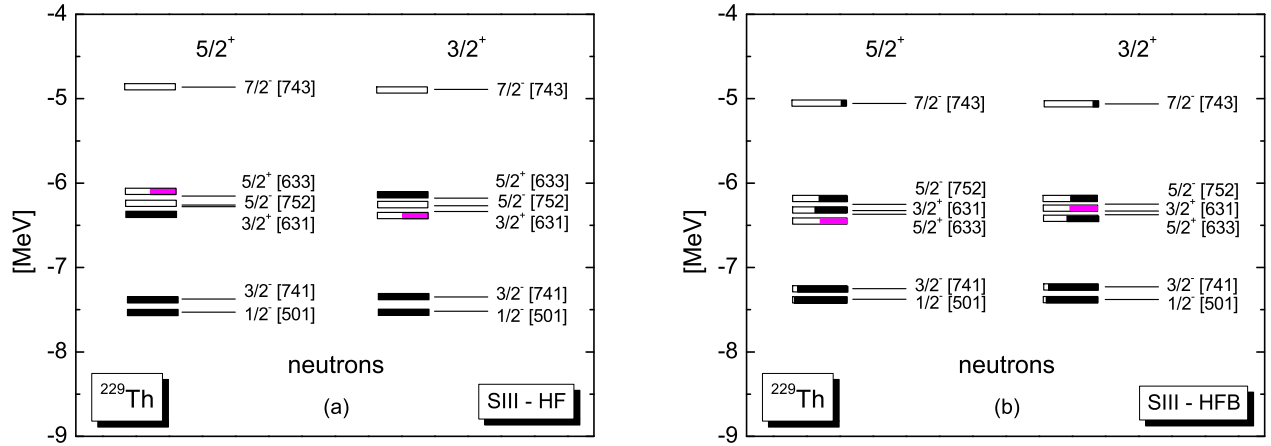 -4
-5
-6
-7
-8
-9
[MeV]
5/2⁺ 3/2⁺
7/2⁻ [743] 7/2⁻ [743]
5/2⁺ [633] 5/2⁺ [633]
5/2⁻ [752] 5/2⁻ [752]
3/2⁺ [631] 3/2⁺ [631]
3/2⁻ [741] 3/2⁻ [741]
1/2⁻ [501] 1/2⁻ [501]
neutrons
²²⁹Th (a) SIII - HF
-4
-5
-6
-7
-8
-9
[MeV]
5/2⁺ 3/2⁺
7/2⁻ [743] 7/2⁻ [743]
5/2⁻ [752] 5/2⁻ [752]
3/2⁺ [631] 3/2⁺ [631]
5/2⁺ [633] 5/2⁺ [633]
3/2⁻ [741] 3/2⁻ [741]
1/2⁻ [501] 1/2⁻ [501]
neutrons
²²⁹Th (b) SIII - HFB